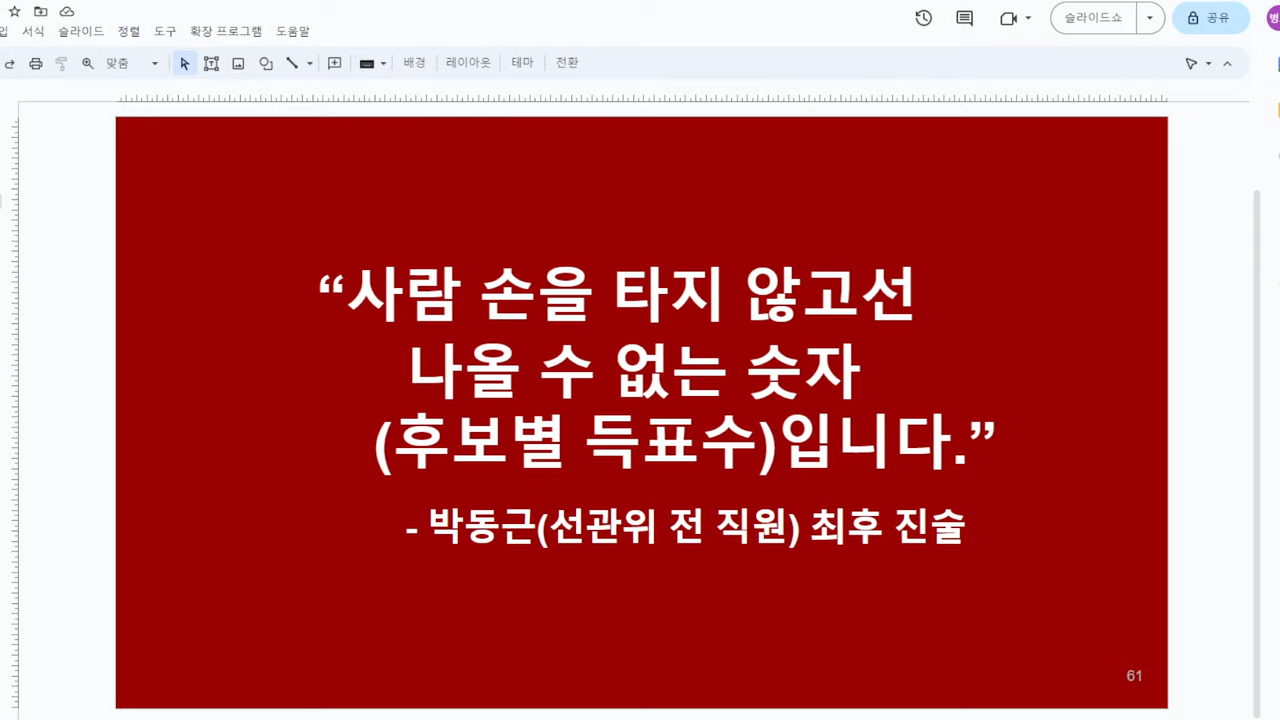 서식 슬라이드 정렬 도구 확장 프로그램 도움말
슬라이드쇼
공유
맞춤
배경 레이아웃 테마 전환
“사람 손을 타지 않고선
나올 수 없는 숫자
(후보별 득표수)입니다.”
- 박동근(선관위 전 직원) 최후 진술
61